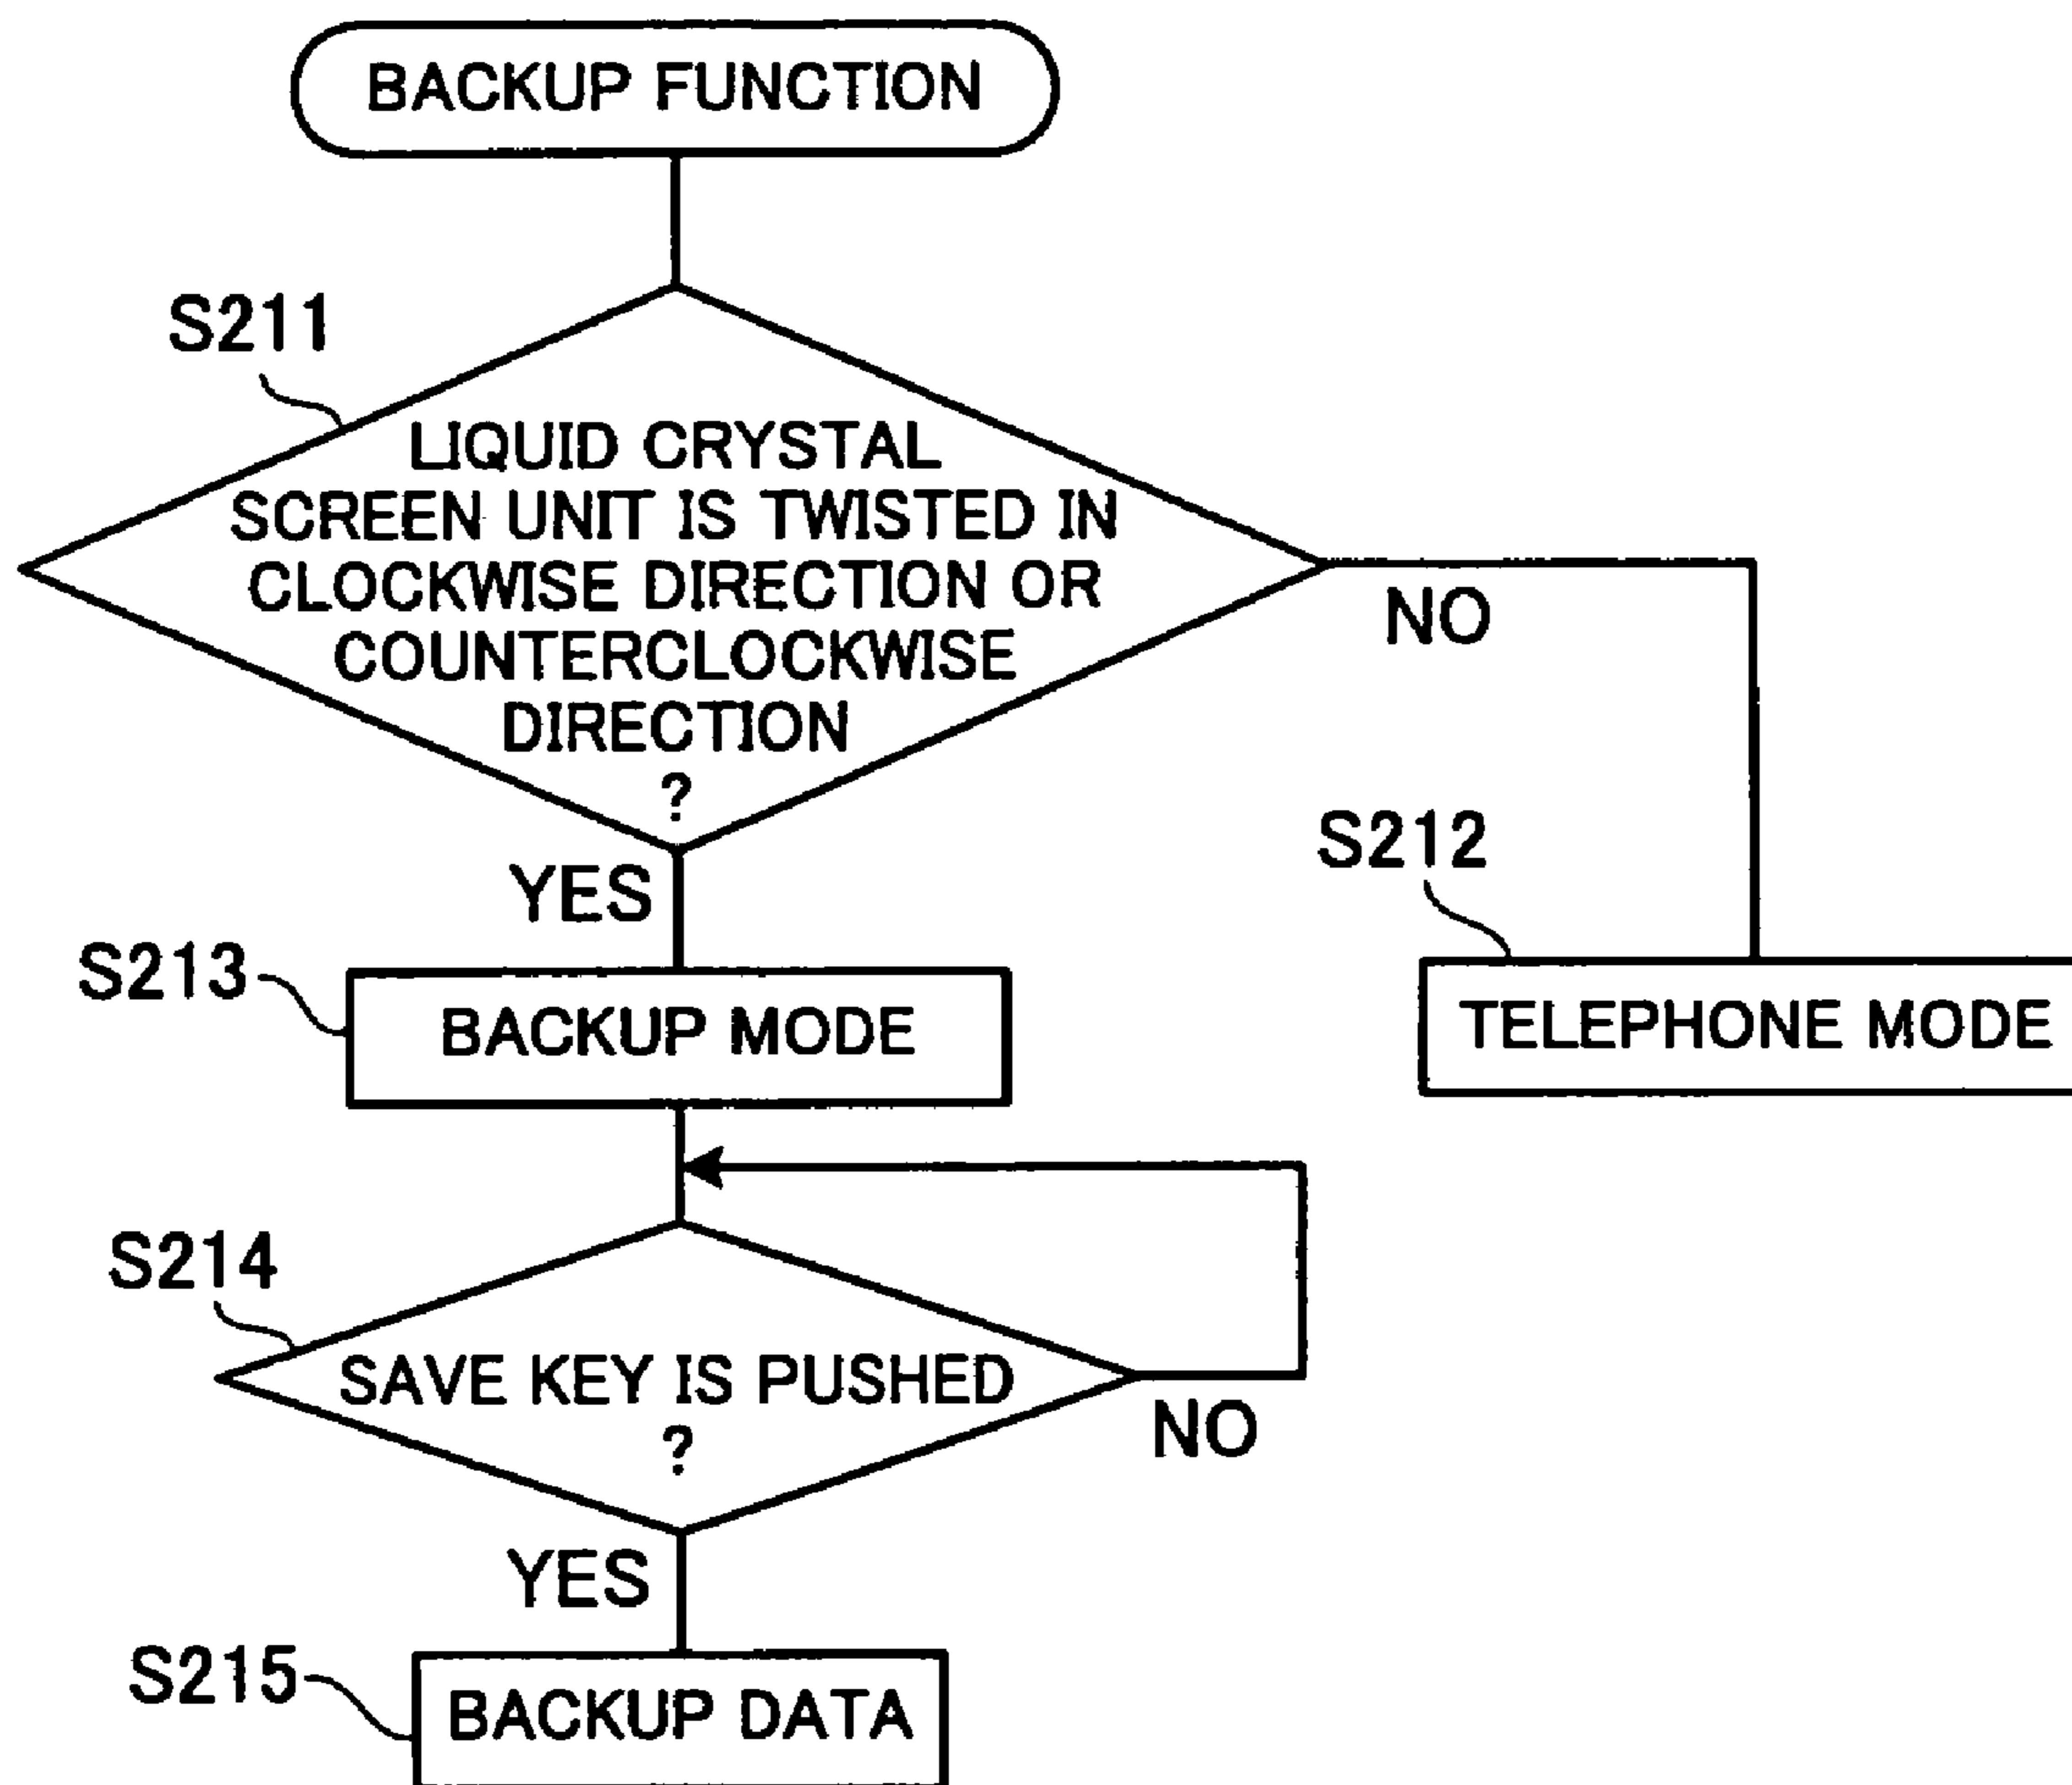 BACKUP FUNCTION
S211
LIQUID CRYSTAL
SCREEN UNIT IS TWISTED IN
CLOCKWISE DIRECTION OR
COUNTERCLOCKWISE
DIRECTION
?
NO
YES
S212
TELEPHONE MODE
S213
BACKUP MODE
S214
SAVE KEY IS PUSHED
?
NO
YES
S215
BACKUP DATA